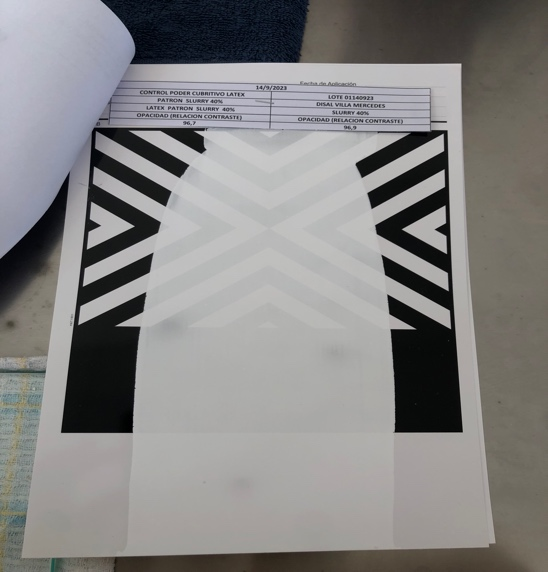 Fecha de Aplicación
14/9/2023
CONTROL PODER CUBRITIVO LATEX LOTE 01140923
PATRON SLURRY 40% DISAL VILLA MERCEDES
LATEX PATRON SLURRY 40% SLURRY 40%
OPACIDAD (RELACION CONTRASTE) OPACIDAD (RELACION CONTRASTE)
96,7 96,9